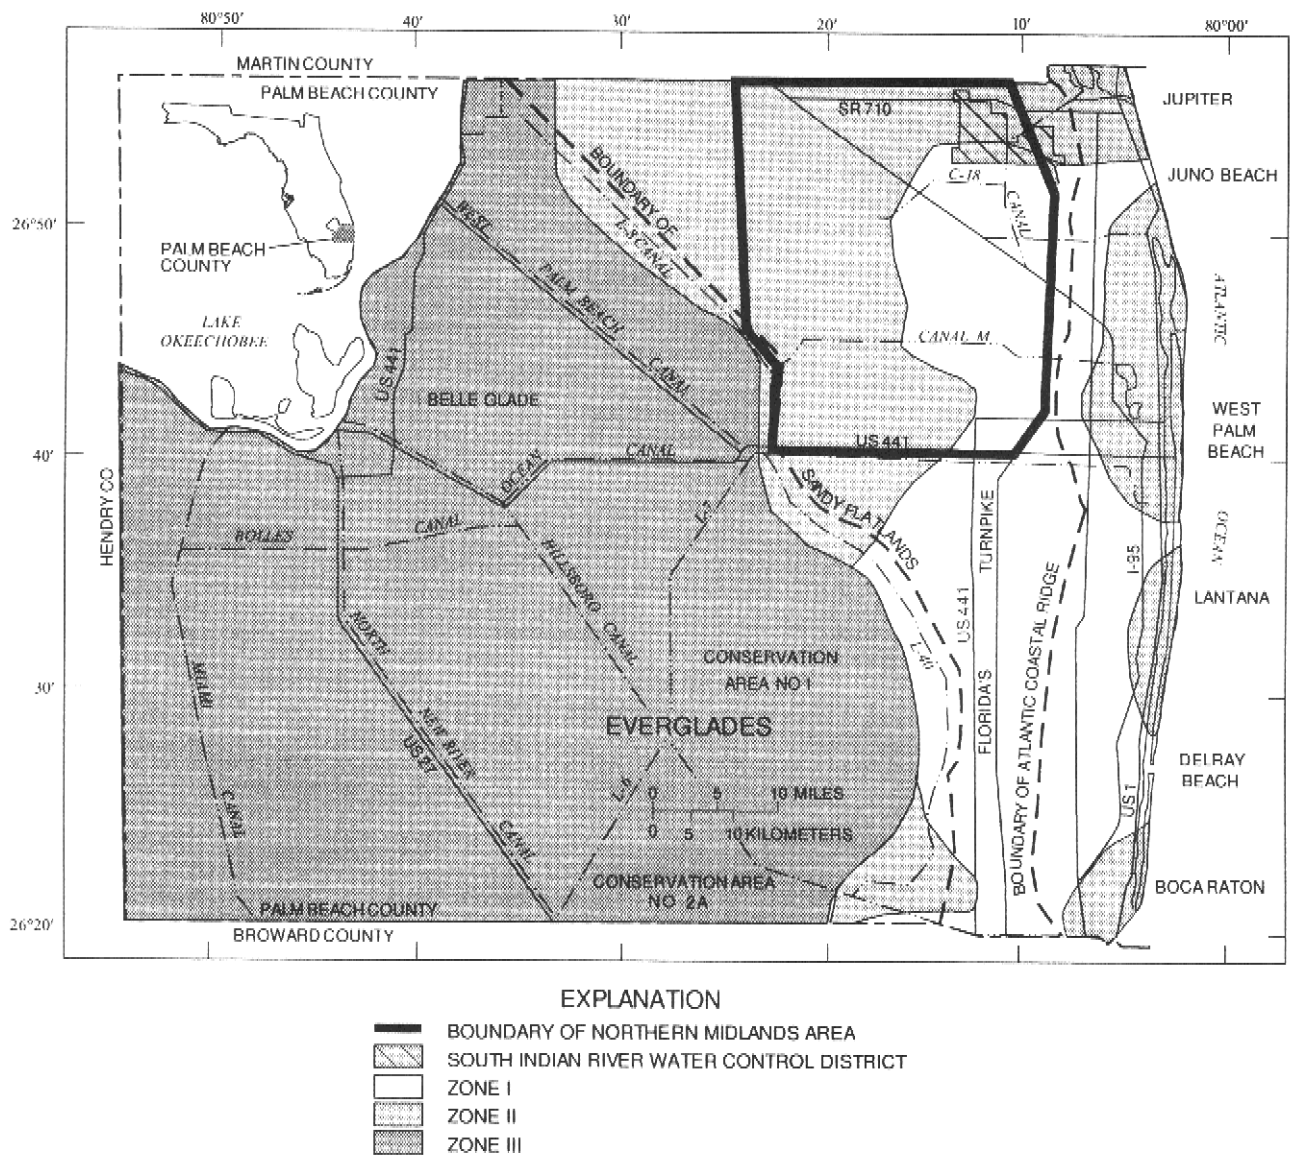 80°50′ 40′ 30′ 20′ 10′ 80°00′
MARTIN COUNTY
PALM BEACH COUNTY
JUPITER
SR 710
BOUNDARY OF
C-18
CANAL
JUNO BEACH
26°50′
WEST
PALM BEACH
CANAL
L-8 CANAL
PALM BEACH
COUNTY
LAKE
OKEECHOBEE
ATLANTIC
OCEAN
CANAL M
US 441
BELLE GLADE
WEST
PALM
BEACH
US 441
40′
OCEAN
CANAL
HENDRY CO
SANDY FLATLANDS
L-7
BOLLES
CANAL
HILLSBORO CANAL
TURNPIKE
I-95
LANTANA
US 441
BOUNDARY OF ATLANTIC COASTAL RIDGE
NORTH
NEW RIVER
CANAL
CONSERVATION
AREA NO I
L-40
MIAMI
CANAL
30′
EVERGLADES
FLORIDA'S
US 27
DELRAY
BEACH
L-6
0 5 10 MILES
0 5 10 KILOMETERS
US 1
CONSERVATION AREA
NO 2A
BOCA RATON
PALM BEACH COUNTY
26°20′
BROWARD COUNTY
EXPLANATION
BOUNDARY OF NORTHERN MIDLANDS AREA
SOUTH INDIAN RIVER WATER CONTROL DISTRICT
ZONE I
ZONE II
ZONE III